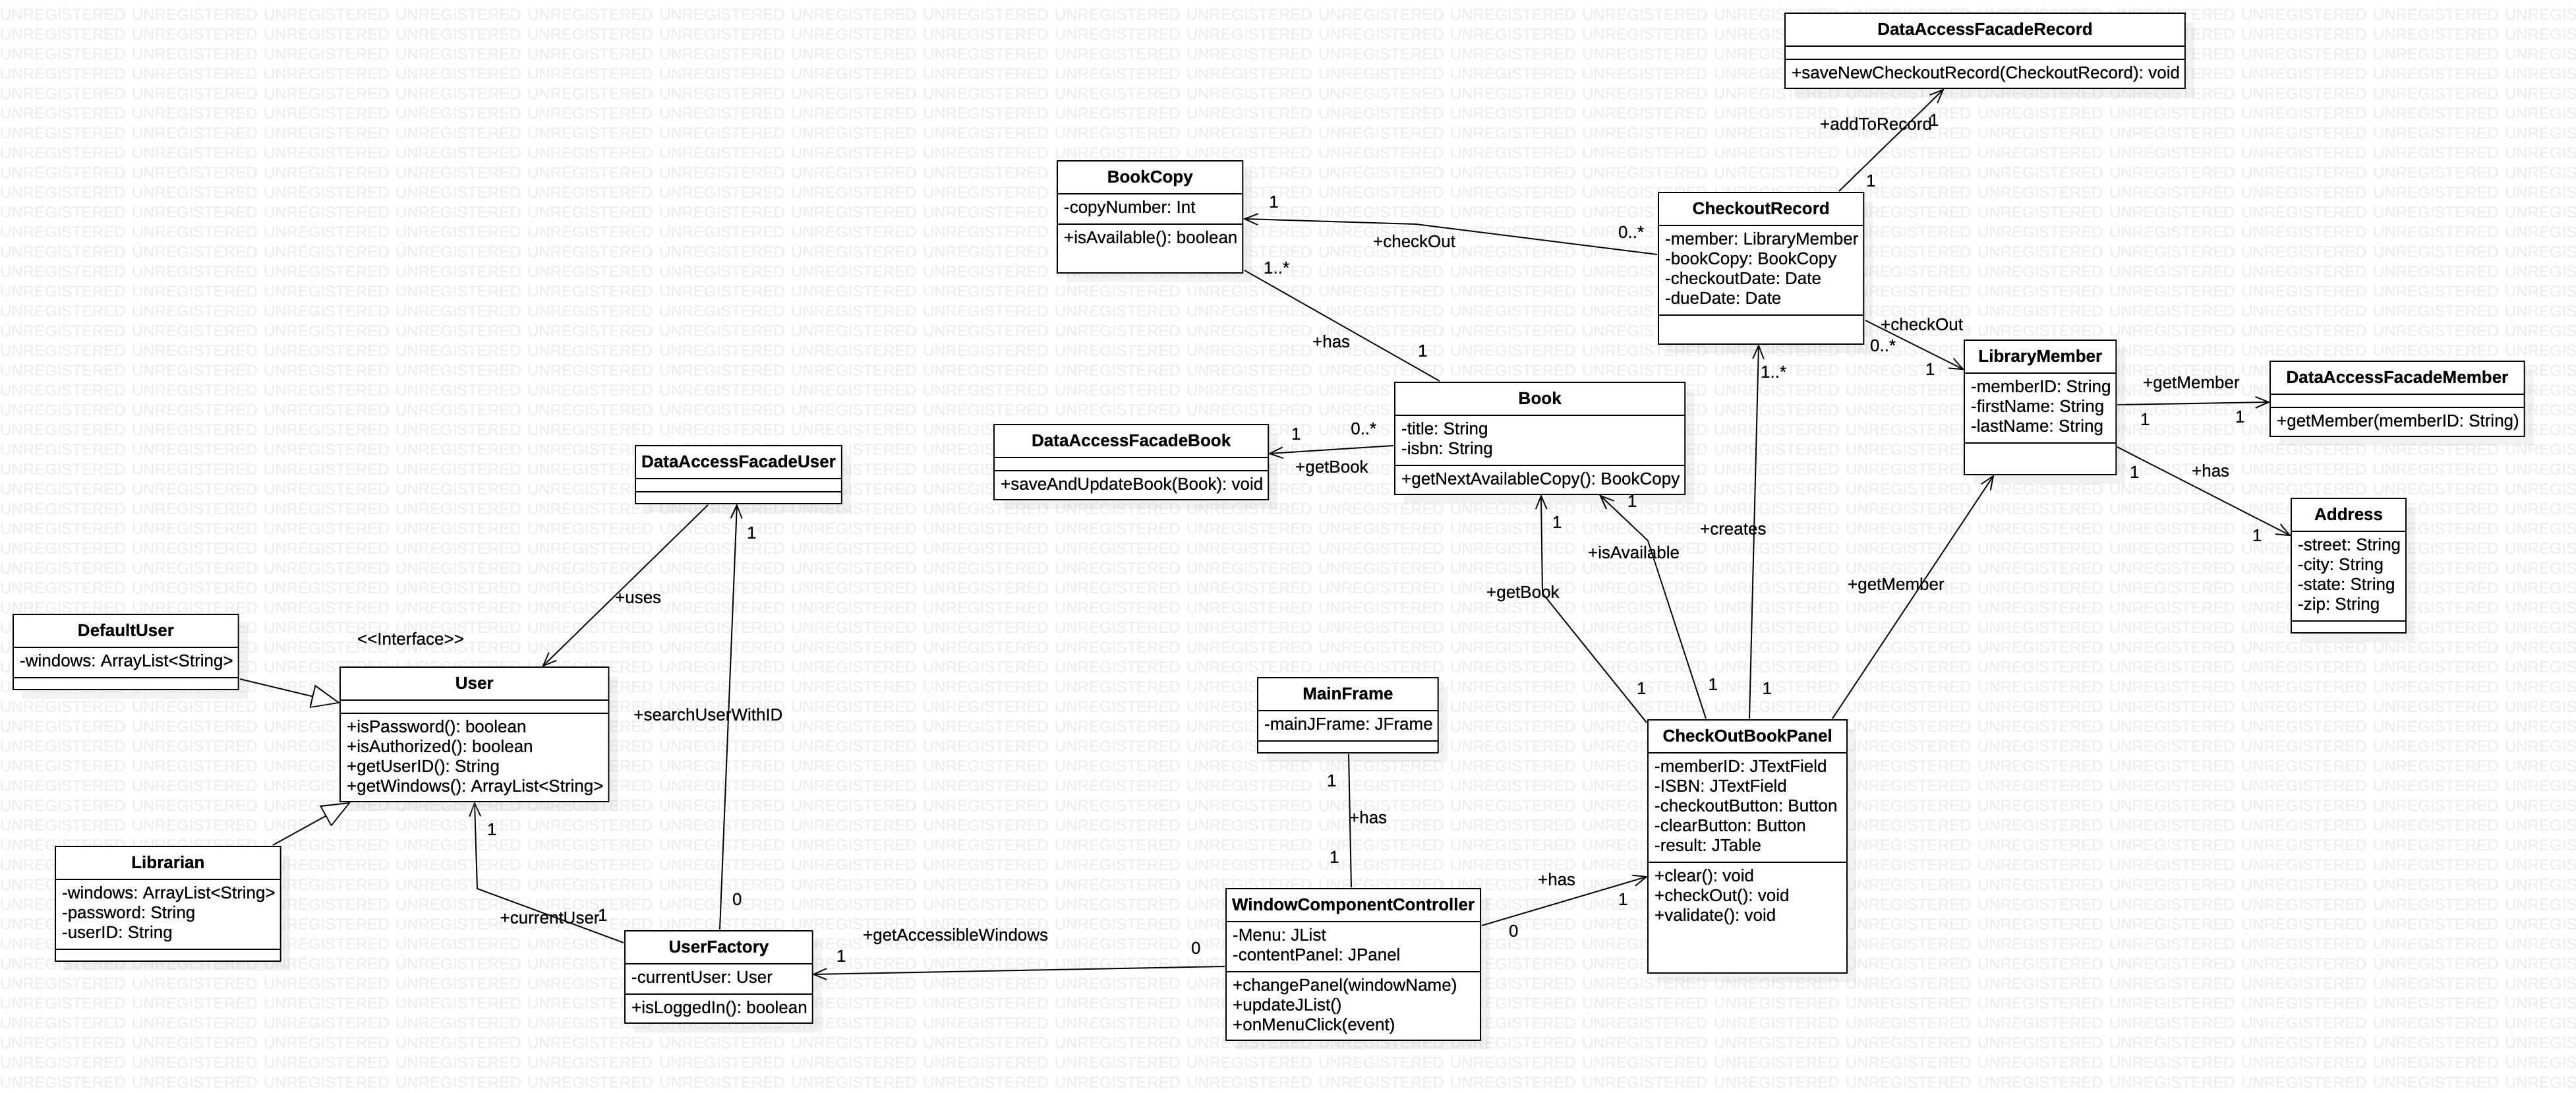 DataAccessFacadeRecord
+saveNewCheckoutRecord(CheckoutRecord): void
+addToRecord
1
1
BookCopy
-copyNumber: Int
+isAvailable(): boolean
1
+checkOut
0..*
CheckoutRecord
-member: LibraryMember
-bookCopy: BookCopy
-checkoutDate: Date
-dueDate: Date
1..*
+has
1
+checkOut
0..*
1
LibraryMember
-memberID: String
-firstName: String
-lastName: String
+getMember
1
1
DataAccessFacadeMember
+getMember(memberID: String)
1
+has
1
Address
-street: String
-city: String
-state: String
-zip: String
Book
-title: String
-isbn: String
+getNextAvailableCopy(): BookCopy
DataAccessFacadeBook
+saveAndUpdateBook(Book): void
1
0..*
+getBook
1..*
+creates
1
1
1
+isAvailable
1
+getBook
1
+getMember
DataAccessFacadeUser
1
+uses
+searchUserWithID
0
DefaultUser
-windows: ArrayList<String>
<<Interface>>
User
+isPassword(): boolean
+isAuthorized(): boolean
+getUserID(): String
+getWindows(): ArrayList<String>
Librarian
-windows: ArrayList<String>
-password: String
-userID: String
1
+currentUser
1
UserFactory
-currentUser: User
+isLoggedIn(): boolean
+getAccessibleWindows
1
0
MainFrame
-mainJFrame: JFrame
1
+has
1
WindowComponentController
-Menu: JList
-contentPanel: JPanel
+changePanel(windowName)
+updateJList()
+onMenuClick(event)
+has
0
1
CheckOutBookPanel
-memberID: JTextField
-ISBN: JTextField
-checkoutButton: Button
-clearButton: Button
-result: JTable
+clear(): void
+checkOut(): void
+validate(): void
UNREGISTERED